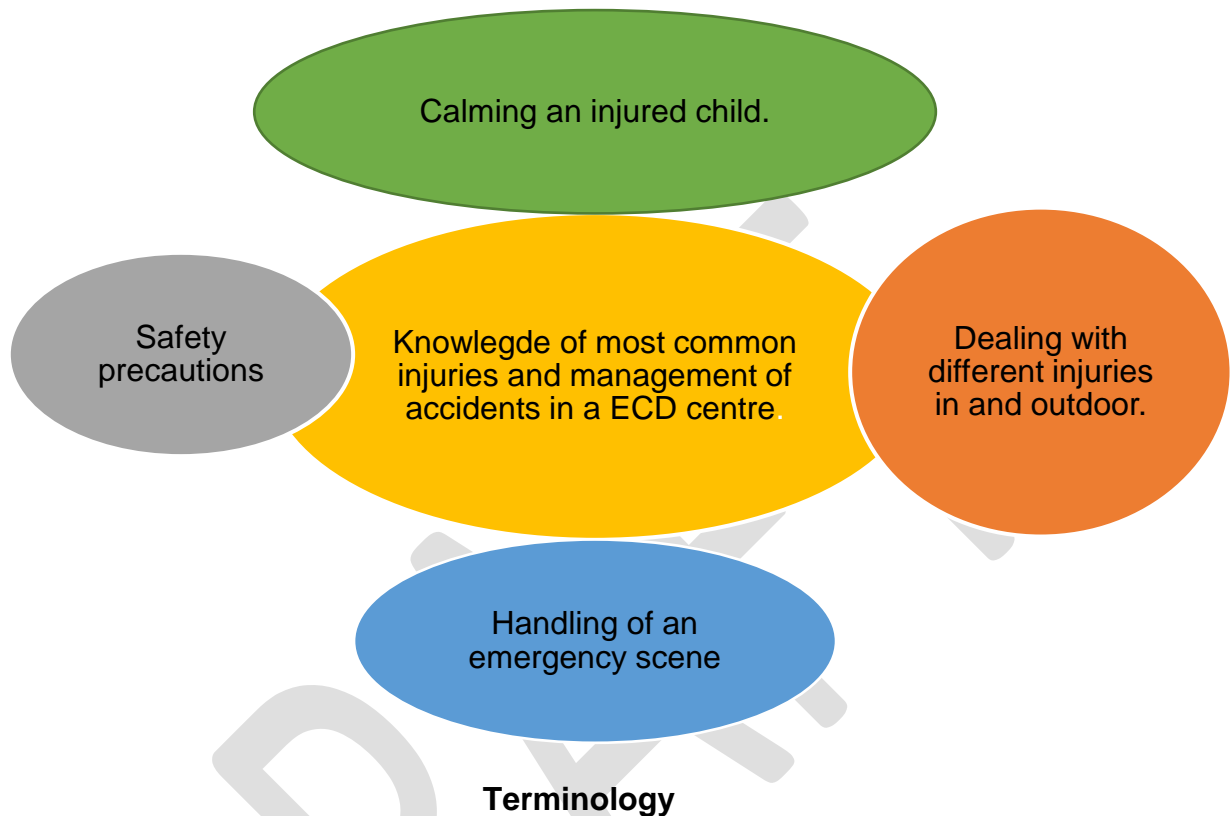 Calming an injured child.
Safety
precautions
Knowlegde of most common
injuries and management of
accidents in a ECD centre.
Dealing with
different injuries
in and outdoor.
Handling of an
emergency scene
Terminology